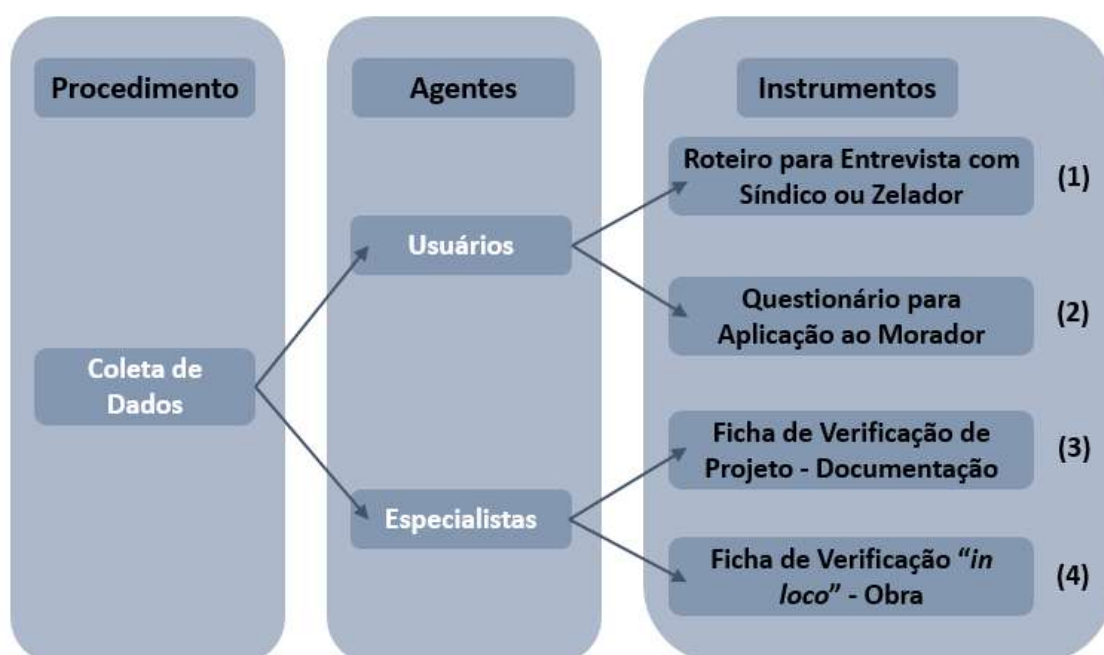 Procedimento
Agentes
Instrumentos
Coleta de
Dados
Usuários
Especialistas
Roteiro para Entrevista com
Síndico ou Zelador
(1)
Questionário para
Aplicação ao Morador
(2)
Ficha de Verificação de
Projeto - Documentação
(3)
Ficha de Verificação “in
loco” - Obra
(4)